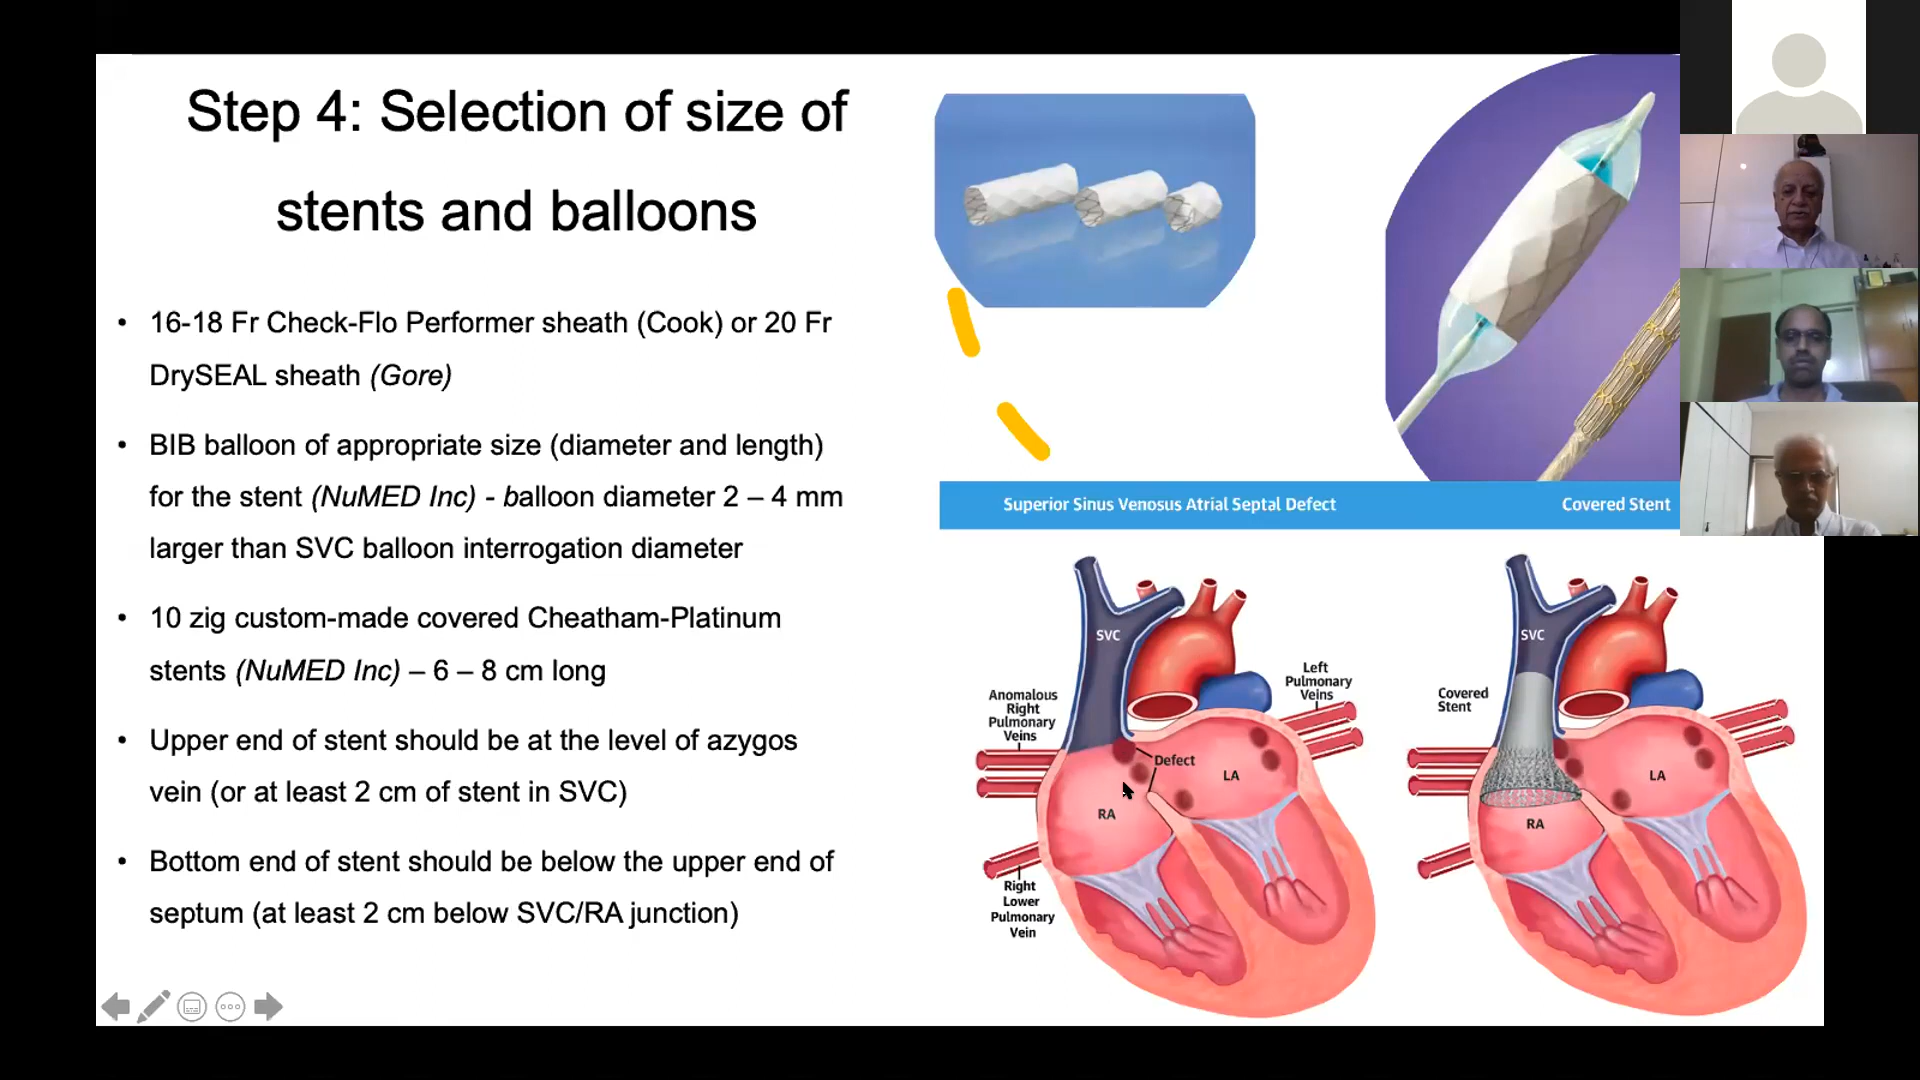 Step 4: Selection of size of
stents and balloons
• 16-18 Fr Check-Flo Performer sheath (Cook) or 20 Fr
DrySEAL sheath (Gore)
• BIB balloon of appropriate size (diameter and length)
for the stent (NuMED Inc) - balloon diameter 2 – 4 mm
larger than SVC balloon interrogation diameter
• 10 zig custom-made covered Cheatham-Platinum
stents (NuMED Inc) – 6 – 8 cm long
• Upper end of stent should be at the level of azygos
vein (or at least 2 cm of stent in SVC)
• Bottom end of stent should be below the upper end of
septum (at least 2 cm below SVC/RA junction)
Superior Sinus Venosus Atrial Septal Defect
Covered Stent
SVC
Anomalous
Right
Pulmonary
Veins
Left
Pulmonary
Veins
Defect
LA
RA
Right
Lower
Pulmonary
Vein
SVC
Covered
Stent
LA
RA